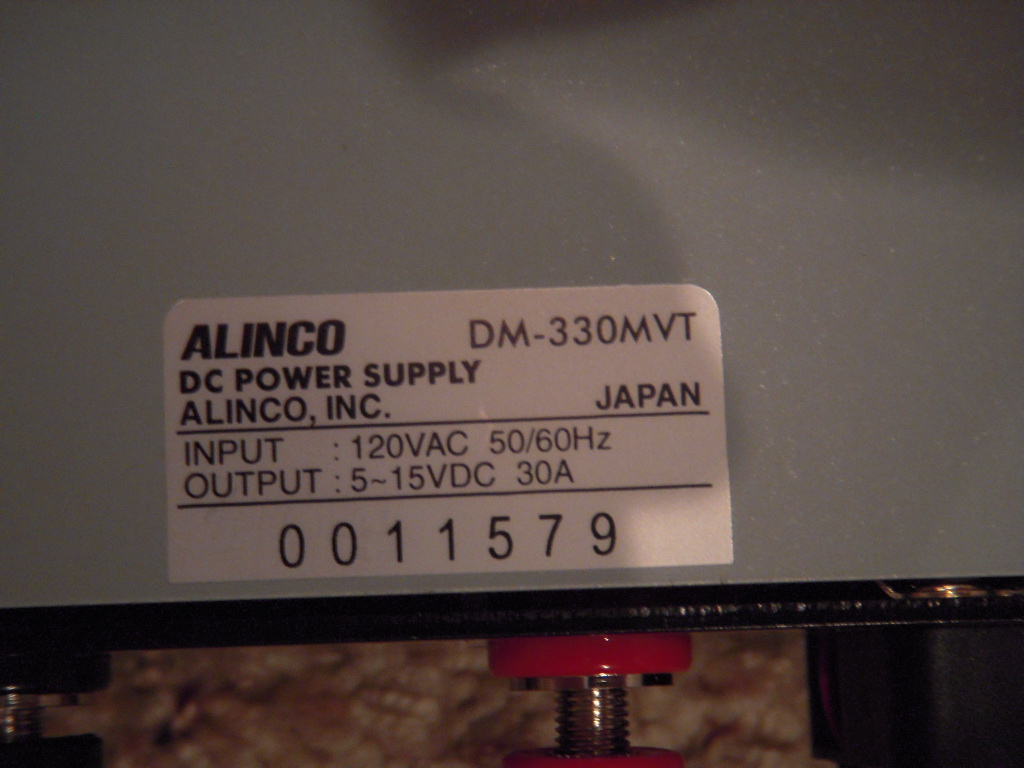 ALINCO DM-330MVT
DC POWER SUPPLY
ALINCO, INC. JAPAN
INPUT : 120VAC 50/60Hz
OUTPUT : 5~15VDC 30A
0011579